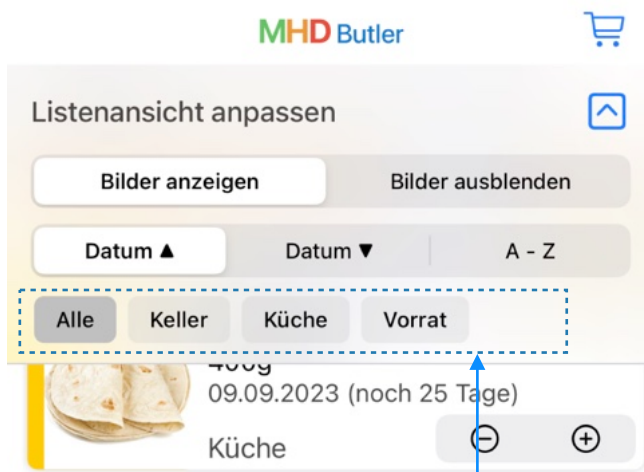 MHD Butler
Listenansicht anpassen
Bilder anzeigen Bilder ausblenden
Datum ▲ Datum ▼ A - Z
Alle Keller Küche Vorrat
400g
09.09.2023 (noch 25 Tage)
Küche